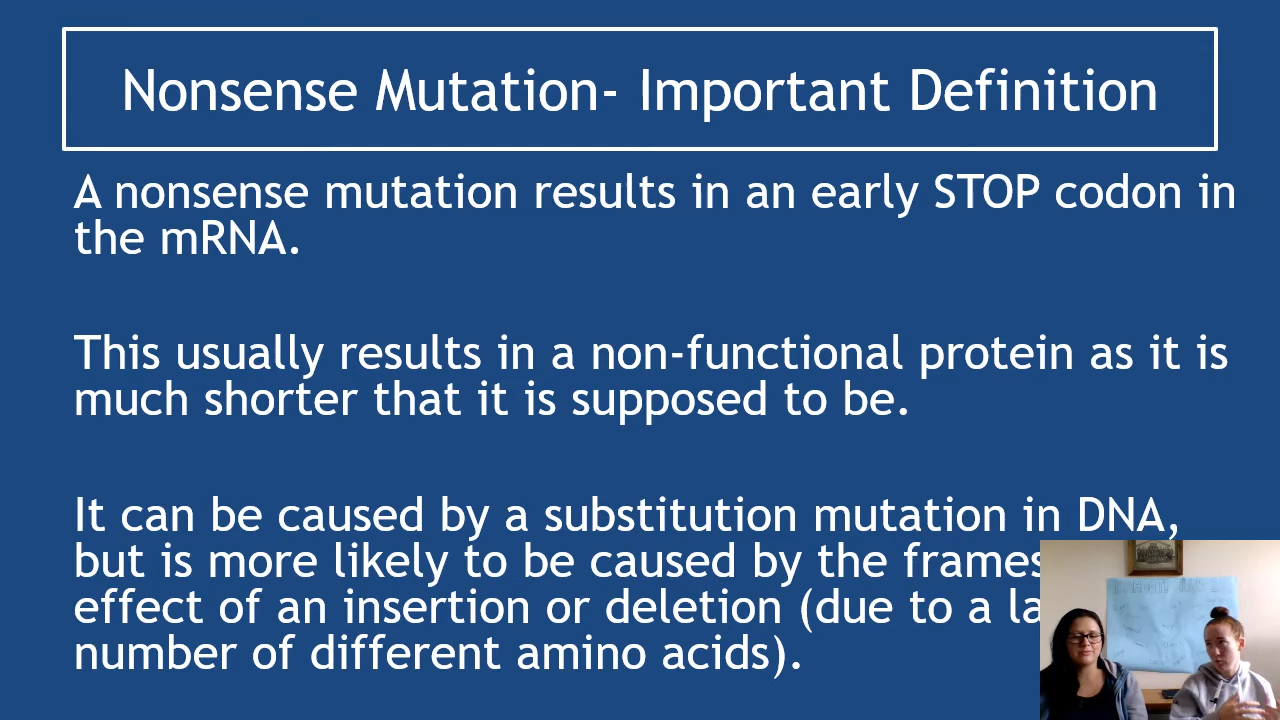 Nonsense Mutation- Important Definition
A nonsense mutation results in an early STOP codon in
the mRNA.
This usually results in a non-functional protein as it is
much shorter that it is supposed to be.
It can be caused by a substitution mutation in DNA,
but is more likely to be caused by the
effect of an insertion or deletion (due to a
number of different amino acids).